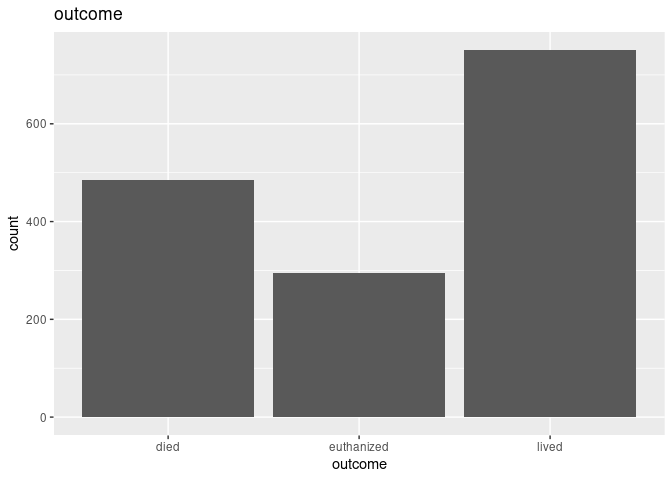 outcome
600
400
200
0
count
died euthanized lived
outcome